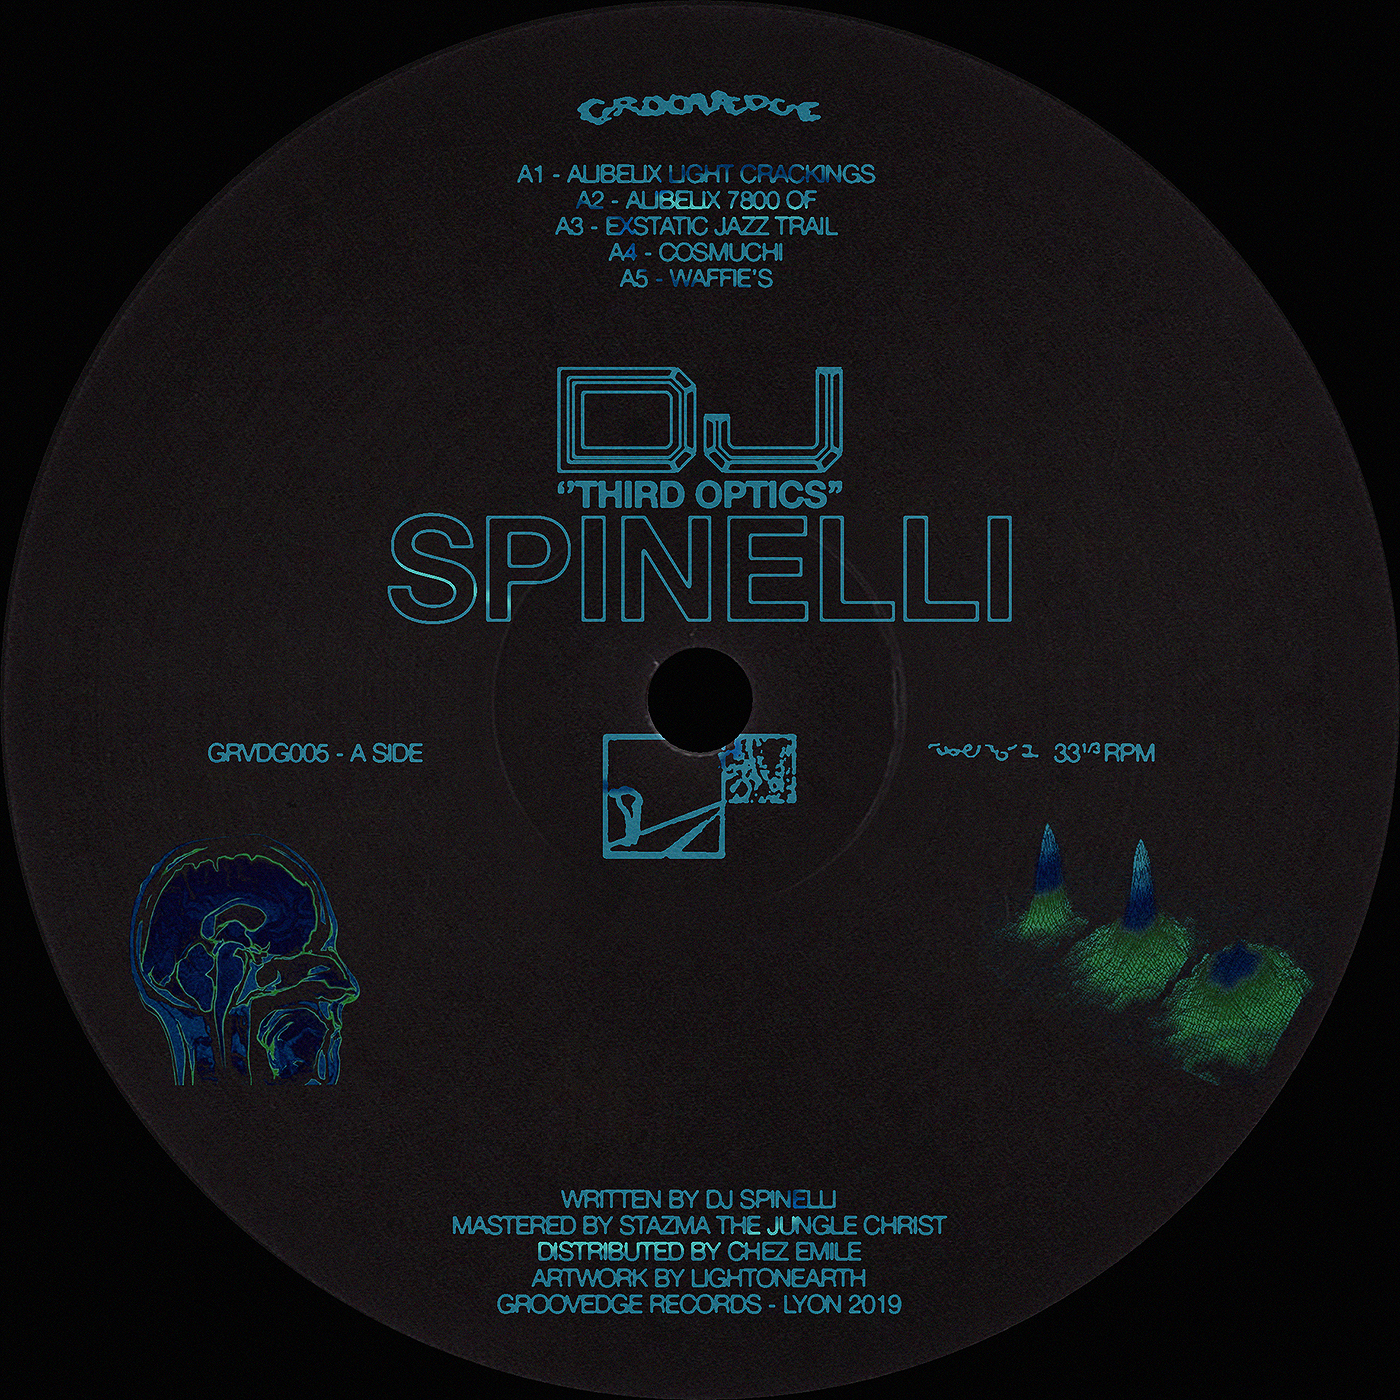 GROOVEDGE
A1 - ALIBELIX LIGHT CRACKINGS
A2 - ALIBELIX 7800 OF
A3 - EXSTATIC JAZZ TRAIL
A4 - COSMUCHI
A5 - WAFFIE'S
DJ
‘’THIRD OPTICS”
SPINELLI
GRVDG005 - A SIDE
33 1/3 RPM
WRITTEN BY DJ SPINELLI
MASTERED BY STAZMA THE JUNGLE CHRIST
DISTRIBUTED BY CHEZ EMILE
ARTWORK BY LIGHTONEARTH
GROOVEDGE RECORDS - LYON 2019